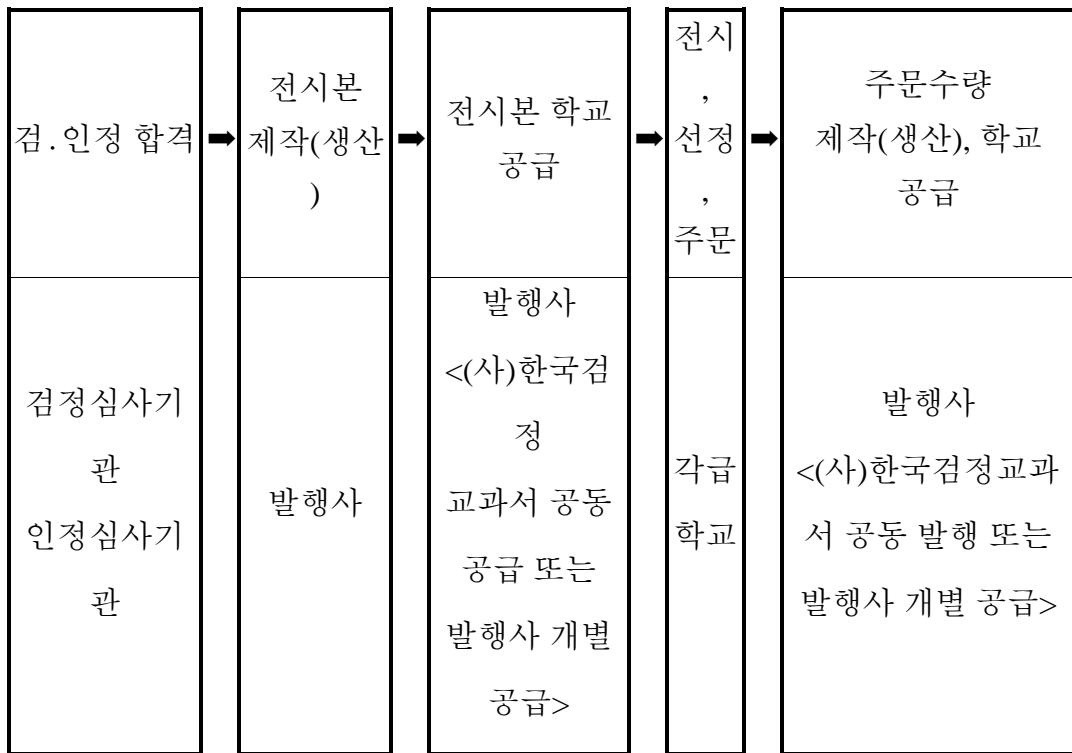 검.인정 합격
➡
전시본
제작(생산
)
➡
전시본 학교
공급
➡
전시
,
선정
,
주문
➡
주문수량
제작(생산), 학교
공급
검정심사기
관
인정심사기
관
발행사
발행사
<(사)한국검
정
교과서 공동
공급 또는
발행사 개별
공급>
각급
학교
발행사
<(사)한국검정교과
서 공동 발행 또는
발행사 개별 공급>